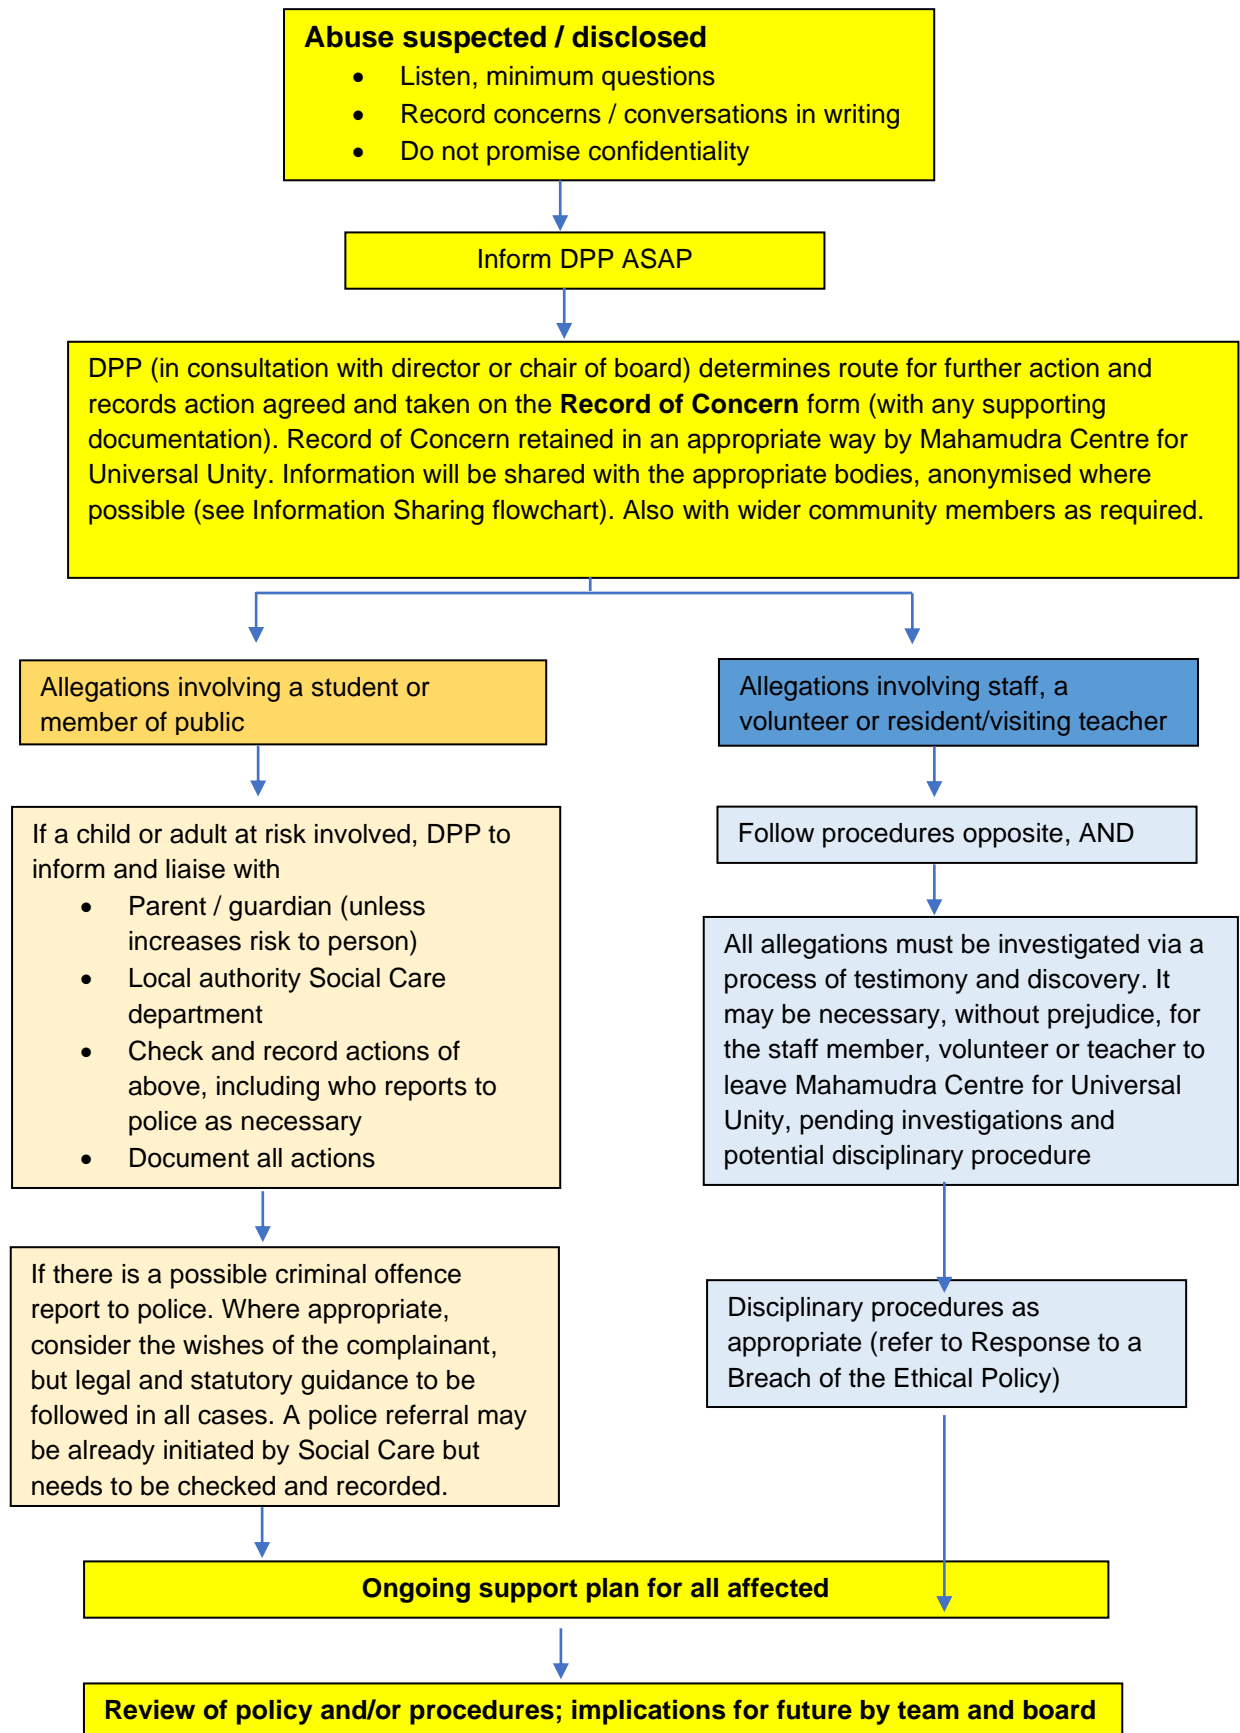 Abuse suspected / disclosed
• Listen, minimum questions
• Record concerns / conversations in writing
• Do not promise confidentiality
Inform DPP ASAP
DPP (in consultation with director or chair of board) determines route for further action and
records action agreed and taken on the Record of Concern form (with any supporting
documentation). Record of Concern retained in an appropriate way by Mahamudra Centre for
Universal Unity. Information will be shared with the appropriate bodies, anonymised where
possible (see Information Sharing flowchart). Also with wider community members as required.
Allegations involving a student or
member of public
If a child or adult at risk involved, DPP to
inform and liaise with
• Parent / guardian (unless
increases risk to person)
• Local authority Social Care
department
• Check and record actions of
above, including who reports to
police as necessary
• Document all actions
If there is a possible criminal offence
report to police. Where appropriate,
consider the wishes of the complainant,
but legal and statutory guidance to be
followed in all cases. A police referral may
be already initiated by Social Care but
needs to be checked and recorded.
Allegations involving staff, a
volunteer or resident/visiting teacher
Follow procedures opposite, AND
All allegations must be investigated via a
process of testimony and discovery. It
may be necessary, without prejudice, for
the staff member, volunteer or teacher to
leave Mahamudra Centre for Universal
Unity, pending investigations and
potential disciplinary procedure
Disciplinary procedures as
appropriate (refer to Response to a
Breach of the Ethical Policy)
Ongoing support plan for all affected
Review of policy and/or procedures; implications for future by team and board